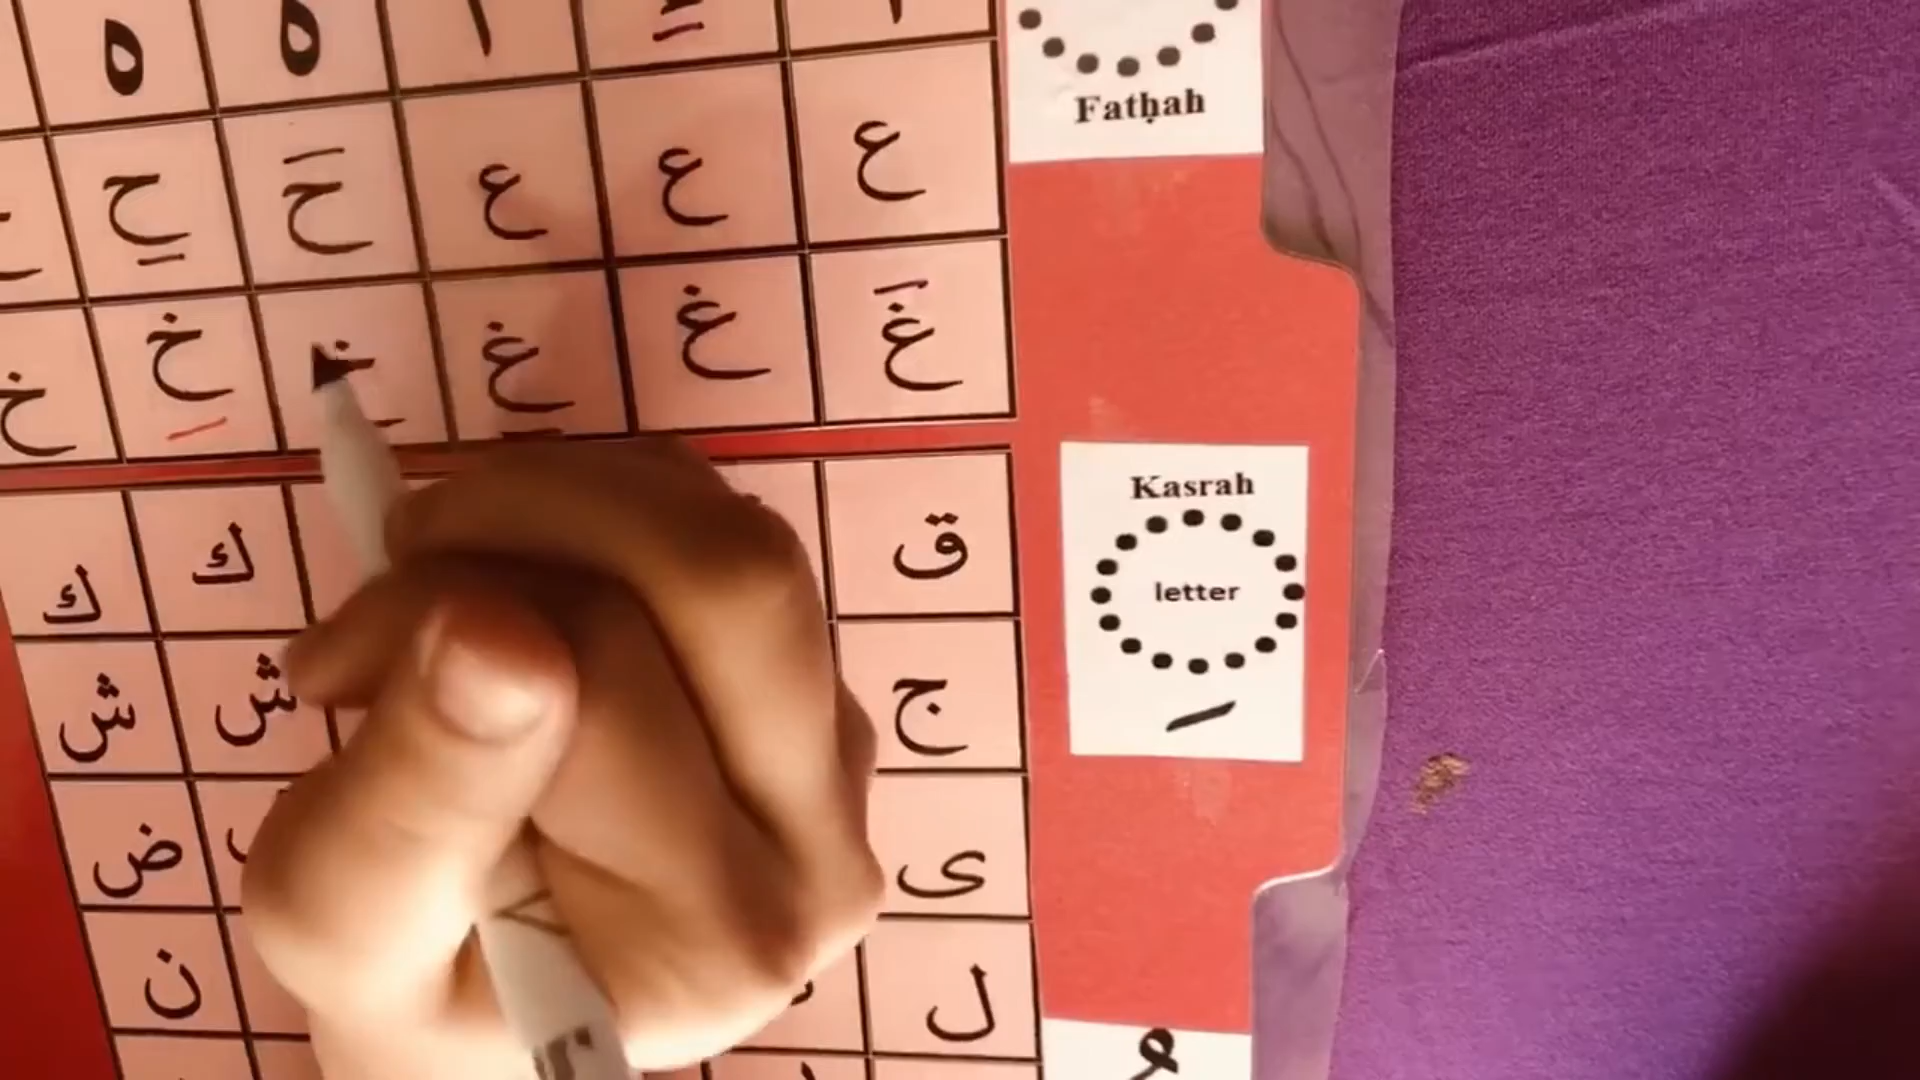 Fatḥah
ع ع ع حَ حِ
غَ غ غ خ خِ خ
Kasrah
letter
ق ك ك
ج ش ش
ى ض
ل ن